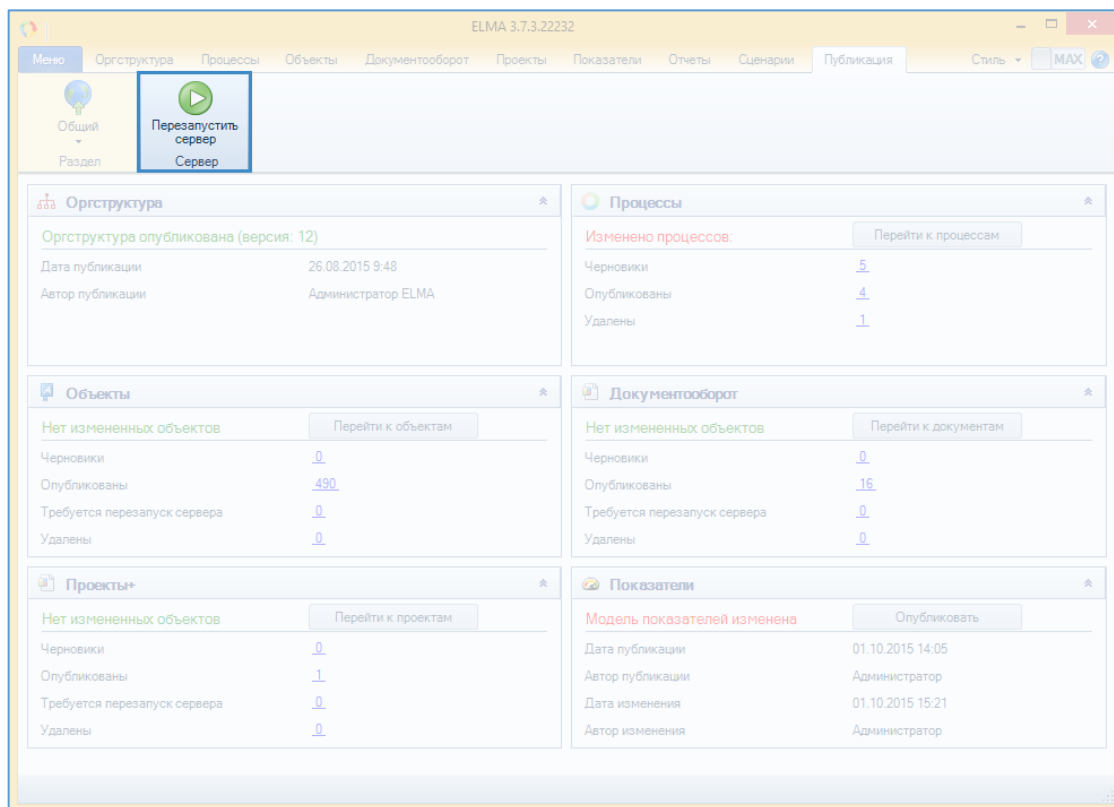 ELMA 3.7.3.22232
Меню Оргструктура Процессы Объекты Документооборот Проекты Показатели Отчеты Сценарии Публикация Стиль MAX
Общий
Раздел
Перезапустить
сервер
Сервер
Оргструктура
Оргструктура опубликована (версия: 12)
Дата публикации 26.08.2015 9:48
Автор публикации Администратор ELMA
Процессы
Изменено процессов: Перейти к процессам
Черновики 5
Опубликованы 4
Удалены 1
Объекты
Нет измененных объектов Перейти к объектам
Черновики 0
Опубликованы 490
Требуется перезапуск сервера 0
Удалены 0
Документооборот
Нет измененных объектов Перейти к документам
Черновики 0
Опубликованы 16
Требуется перезапуск сервера 0
Удалены 0
Проекты+
Нет измененных объектов Перейти к проектам
Черновики 0
Опубликованы 1
Требуется перезапуск сервера 0
Удалены 0
Показатели
Модель показателей изменена Опубликовать
Дата публикации 01.10.2015 14:05
Автор публикации Администратор
Дата изменения 01.10.2015 15:21
Автор изменения Администратор